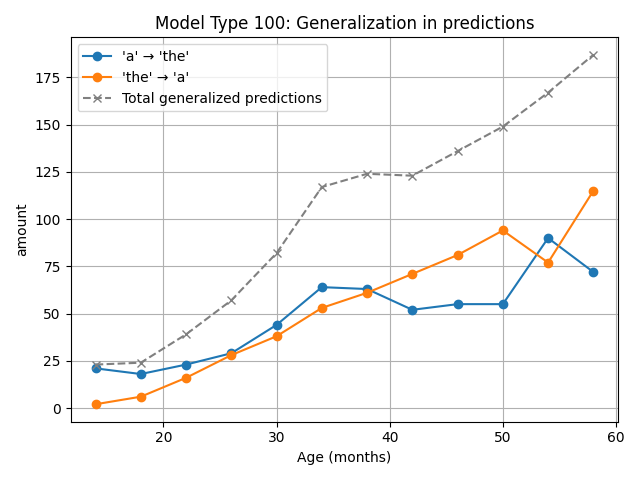 Model Type 100: Generalization in predictions
'a' → 'the'
'the' → 'a'
Total generalized predictions
amount
175
150
125
100
75
50
25
0
20 30 40 50 60
Age (months)